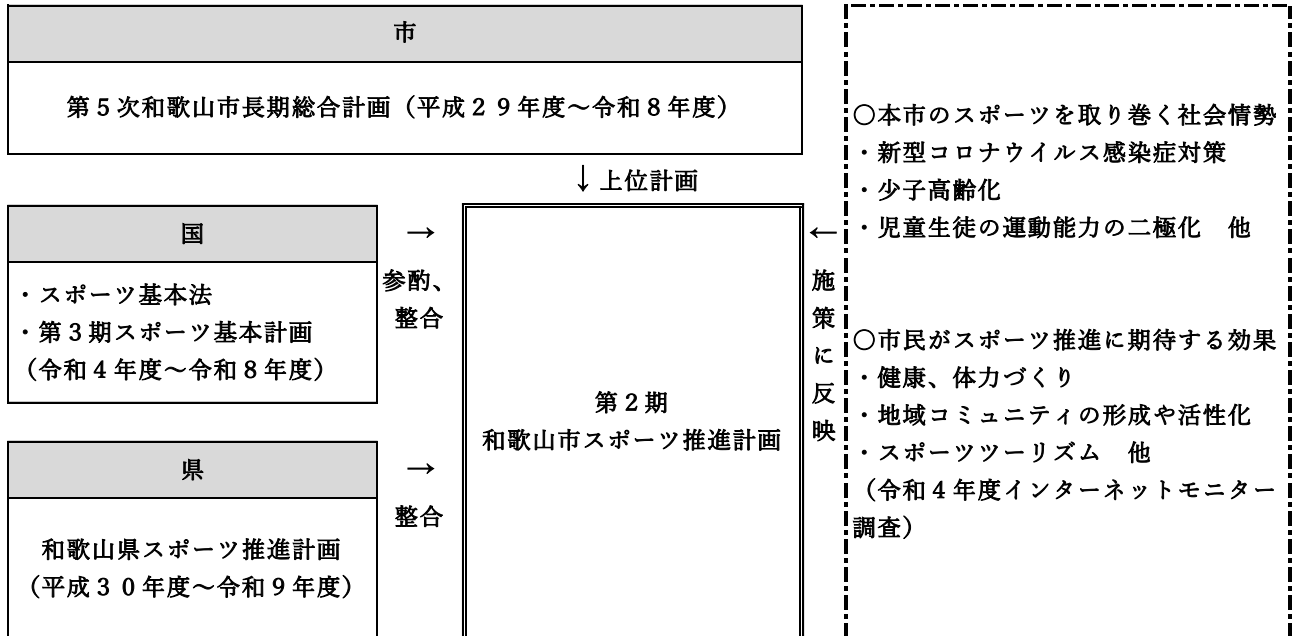 市
第５次和歌山市長期総合計画（平成２９年度～令和８年度）
↓上位計画
国
・スポーツ基本法
・第３期スポーツ基本計画
（令和４年度～令和８年度）
→
参酌、
整合
県
和歌山県スポーツ推進計画
（平成３０年度～令和９年度）
→
整合
第２期
和歌山市スポーツ推進計画
←
施
策
に
反
映
○本市のスポーツを取り巻く社会情勢
・新型コロナウイルス感染症対策
・少子高齢化
・児童生徒の運動能力の二極化　他
○市民がスポーツ推進に期待する効果
・健康、体力づくり
・地域コミュニティの形成や活性化
・スポーツツーリズム　他
（令和４年度インターネットモニター
調査）